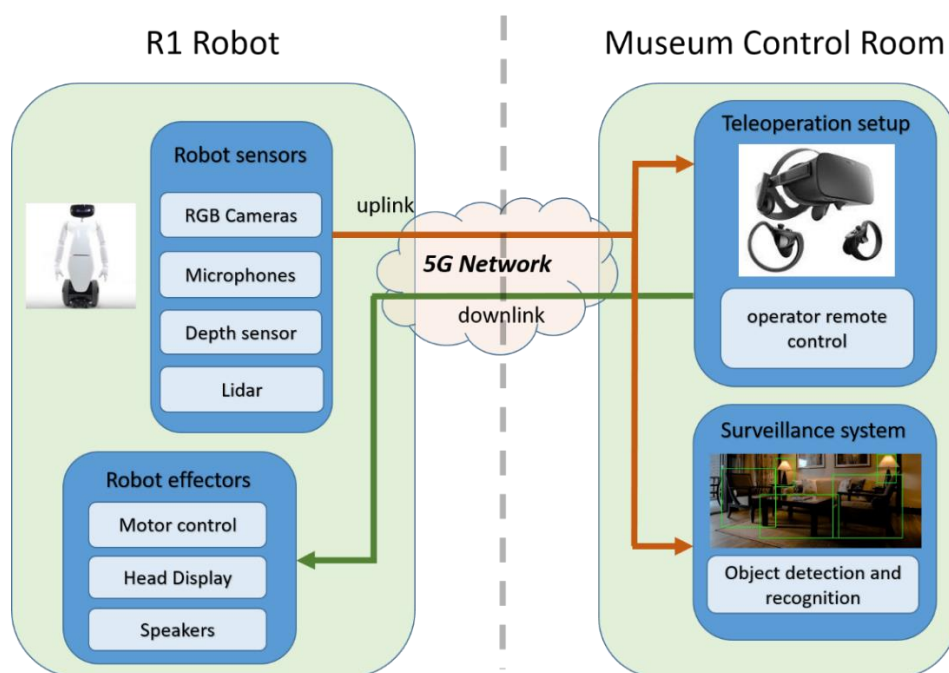 R1 Robot
Museum Control Room
Robot sensors
RGB Cameras
Microphones
Depth sensor
Lidar
Robot effectors
Motor control
Head Display
Speakers
uplink
5G Network
downlink
Teleoperation setup
operator remote
control
Surveillance system
Object detection and
recognition